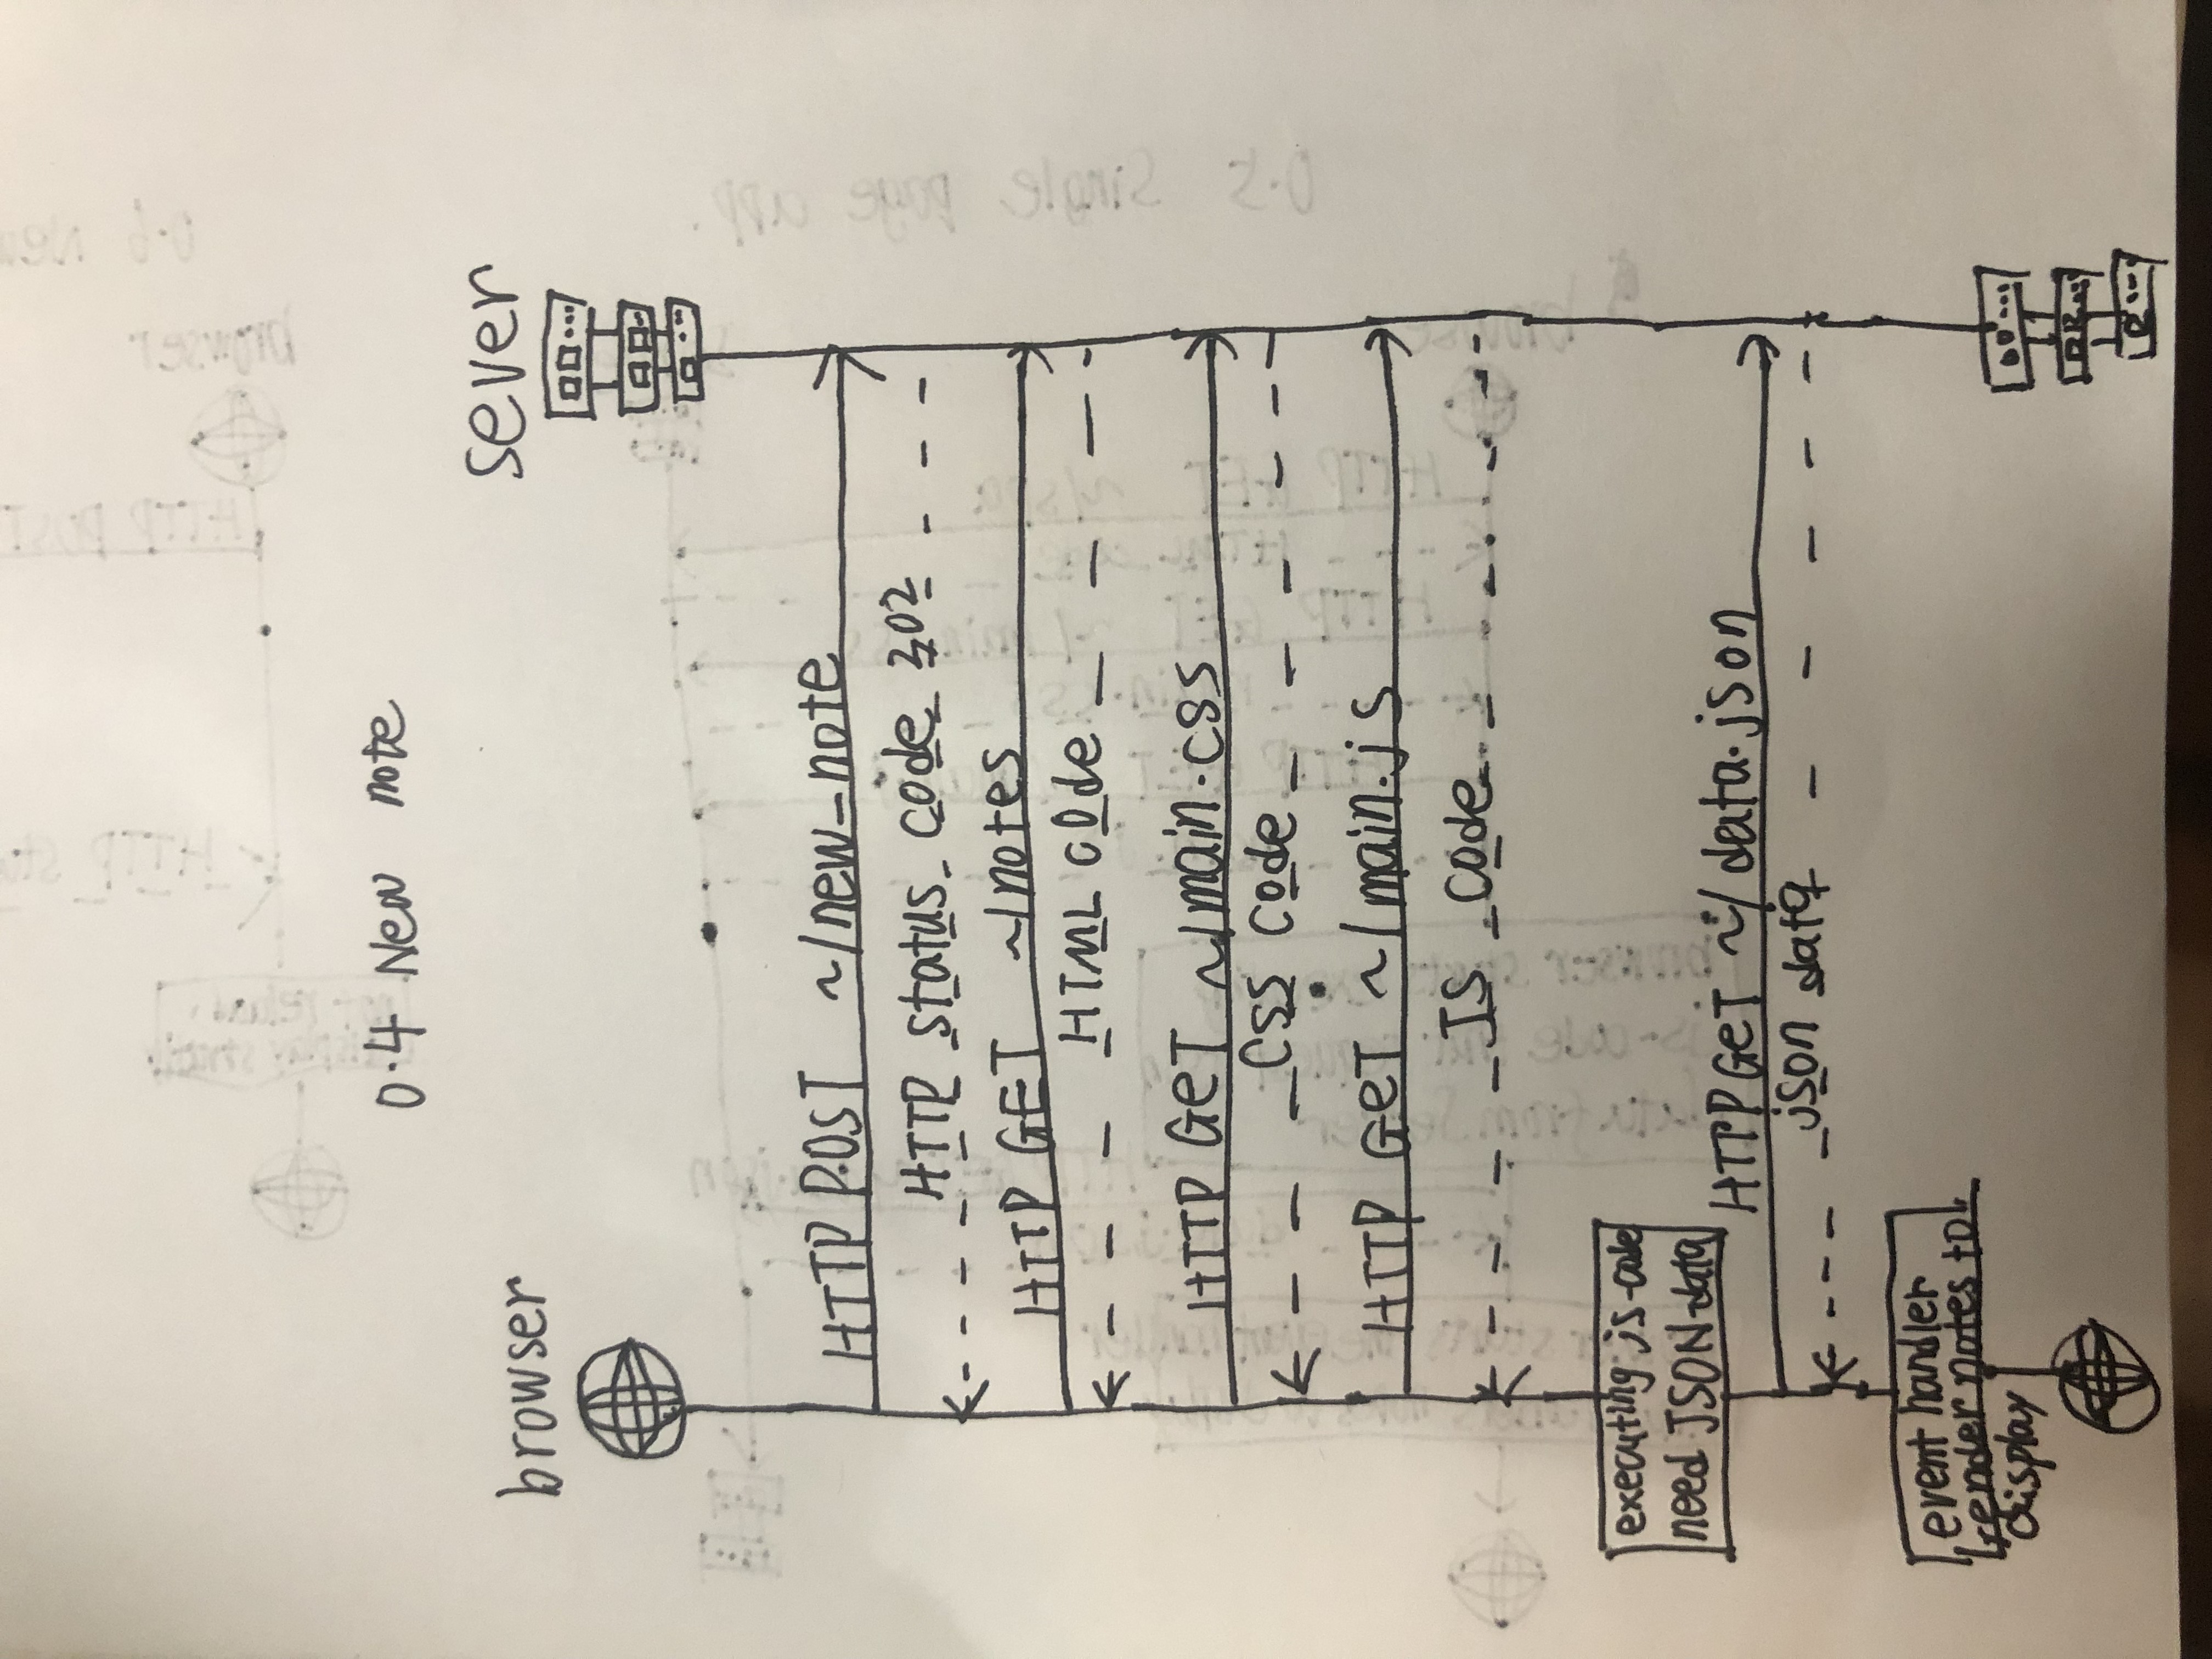 0.4 New note
browser
sever
HTTP POST ~/new_note
HTTP status code 302
HTTP GET ~/notes
HTML code
HTTP GET ~/main.css
CSS code
HTTP GET ~/main.js
JS code
executing js-code
need JSON-data
HTTP GET ~/data.json
json data
event handler
render notes to
display